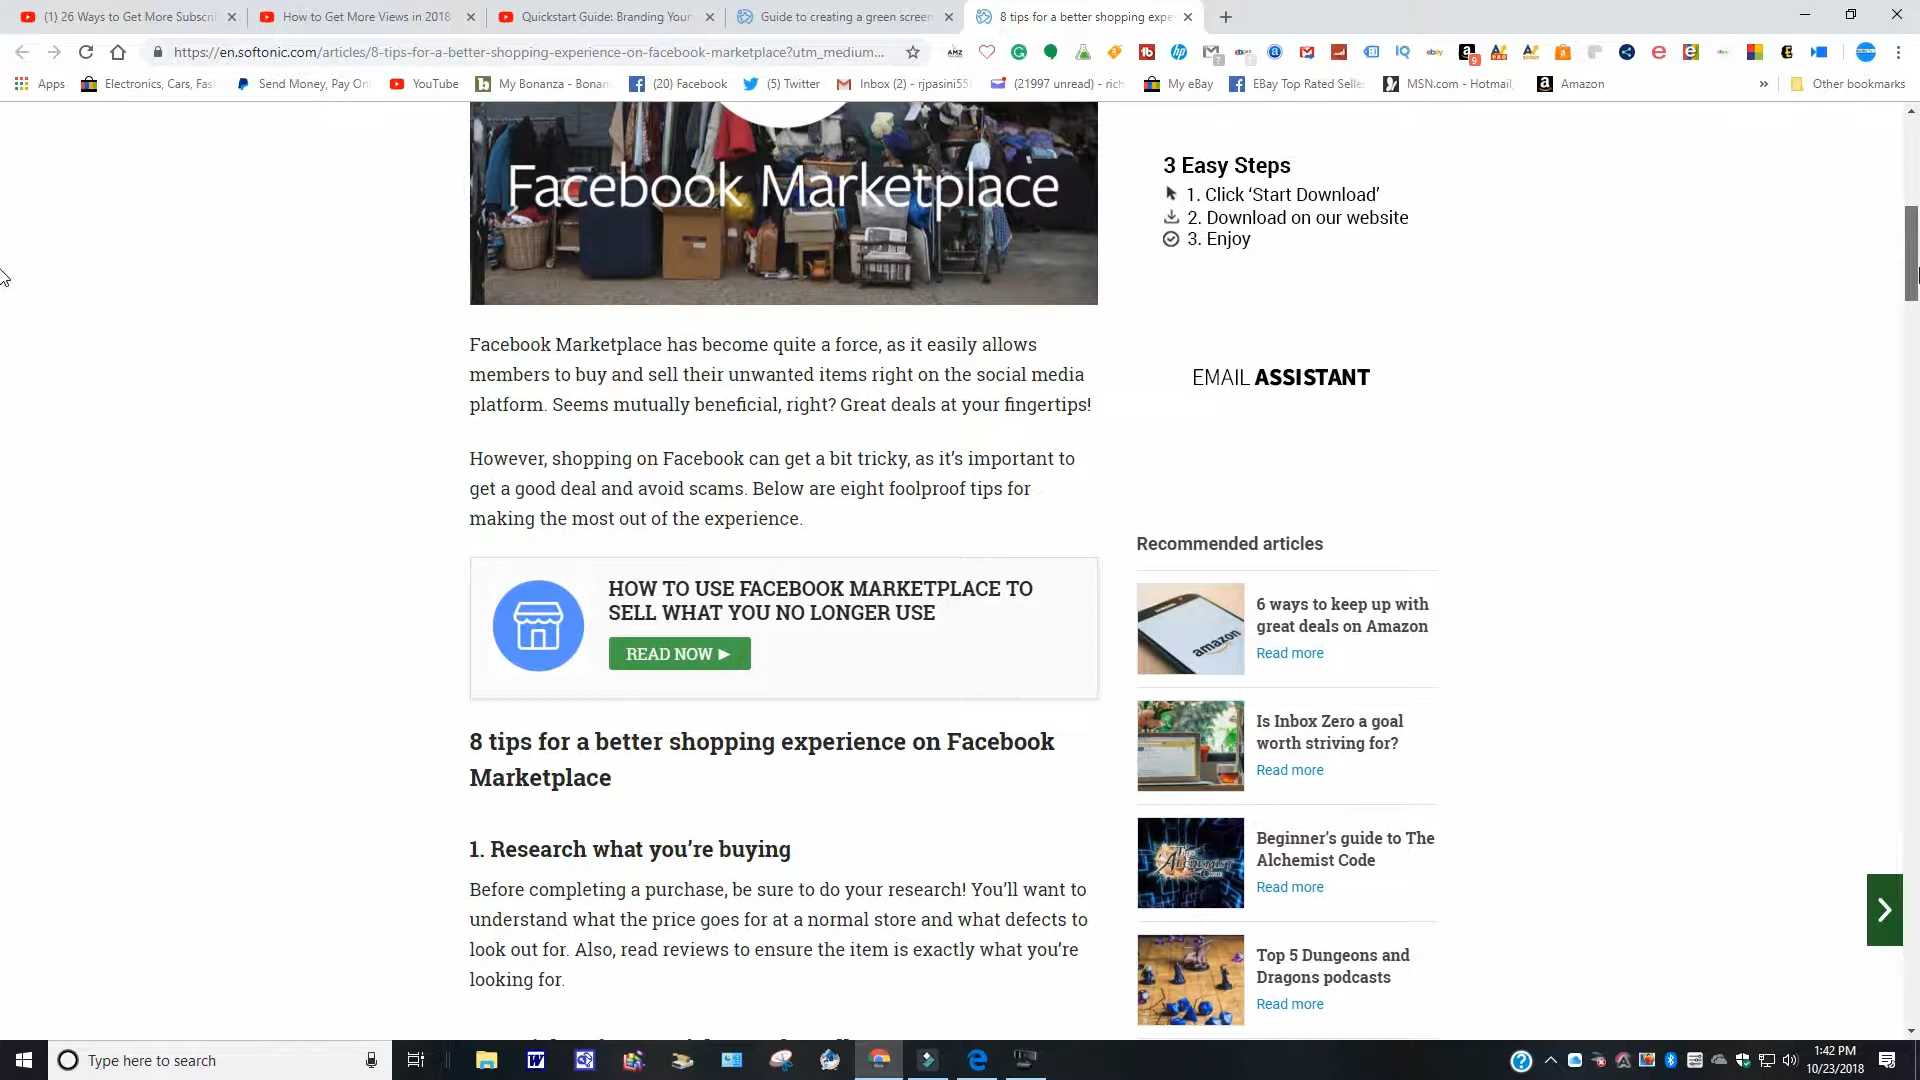 (1) 26 Ways to Get More Subscri
How to Get More Views in 2018
Quickstart Guide: Branding Your
Guide to creating a green screen
8 tips for a better shopping expe
https://en.softonic.com/articles/8-tips-for-a-better-shopping-experience-on-facebook-marketplace?utm_medium...
Apps
Electronics, Cars, Fas
Send Money, Pay On
YouTube
My Bonanza - Bonan
(20) Facebook
(5) Twitter
Inbox (2) - rjpasini55
(21997 unread) - rich
My eBay
EBay Top Rated Selle
MSN.com - Hotmail,
Amazon
»
Other bookmarks
Facebook Marketplace
Facebook Marketplace has become quite a force, as it easily allows
members to buy and sell their unwanted items right on the social media
platform. Seems mutually beneficial, right? Great deals at your fingertips!
However, shopping on Facebook can get a bit tricky, as it’s important to
get a good deal and avoid scams. Below are eight foolproof tips for
making the most out of the experience.
HOW TO USE FACEBOOK MARKETPLACE TO
SELL WHAT YOU NO LONGER USE
READ NOW ►
8 tips for a better shopping experience on Facebook
Marketplace
1. Research what you’re buying
Before completing a purchase, be sure to do your research! You’ll want to
understand what the price goes for at a normal store and what defects to
look out for. Also, read reviews to ensure the item is exactly what you’re
looking for.
3 Easy Steps
1. Click ‘Start Download’
2. Download on our website
3. Enjoy
EMAIL ASSISTANT
Recommended articles
6 ways to keep up with
great deals on Amazon
Read more
amazon
Is Inbox Zero a goal
worth striving for?
Read more
Beginner's guide to The
Alchemist Code
Read more
Top 5 Dungeons and
Dragons podcasts
Read more
Type here to search
1:42 PM
10/23/2018